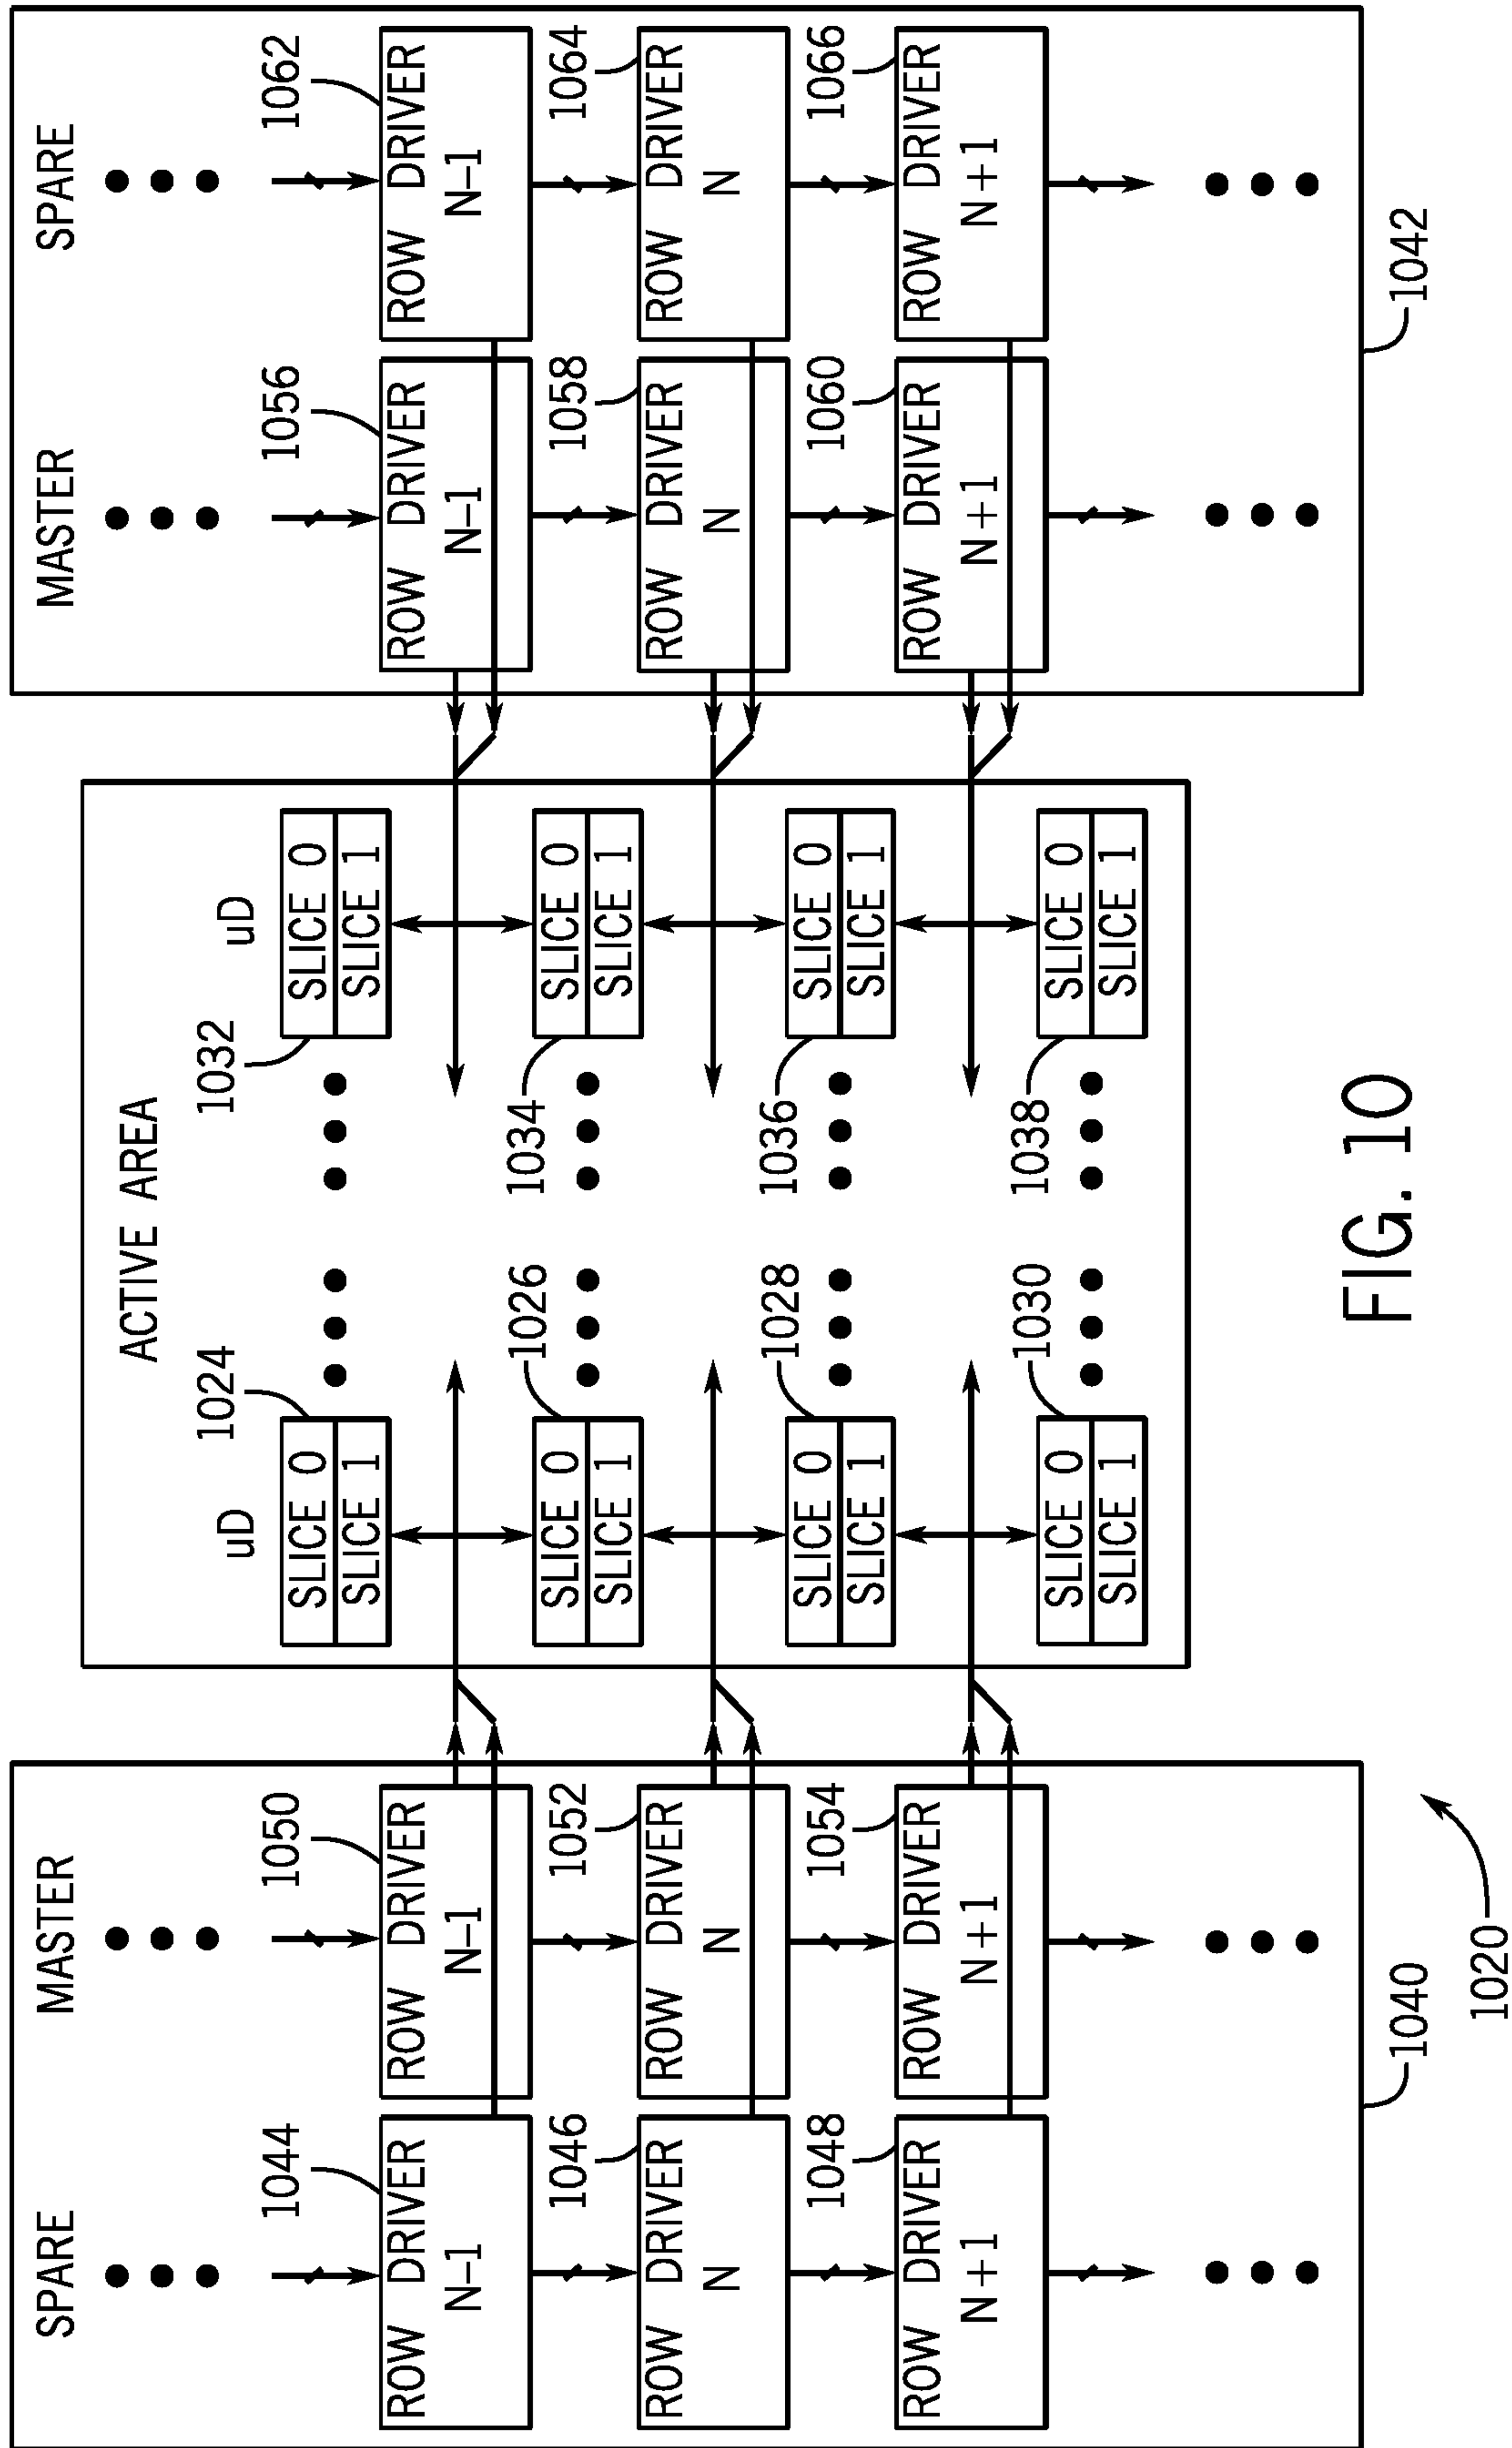 SPARE
MASTER
1044
ROW DRIVER
N-1
1050
ROW DRIVER
N-1
1046
ROW DRIVER
N
1052
ROW DRIVER
N
1048
ROW DRIVER
N+1
1054
ROW DRIVER
N+1
1040
1020
ACTIVE AREA
uD
1024
SLICE 0
SLICE 1
1032
uD
SLICE 0
SLICE 1
1026
SLICE 0
SLICE 1
1034
SLICE 0
SLICE 1
1028
SLICE 0
SLICE 1
1036
SLICE 0
SLICE 1
1030
SLICE 0
SLICE 1
1038
SLICE 0
SLICE 1
MASTER
SPARE
1056
ROW DRIVER
N-1
1062
ROW DRIVER
N-1
1058
ROW DRIVER
N
1064
ROW DRIVER
N
1060
ROW DRIVER
N+1
1066
ROW DRIVER
N+1
1042
FIG. 10